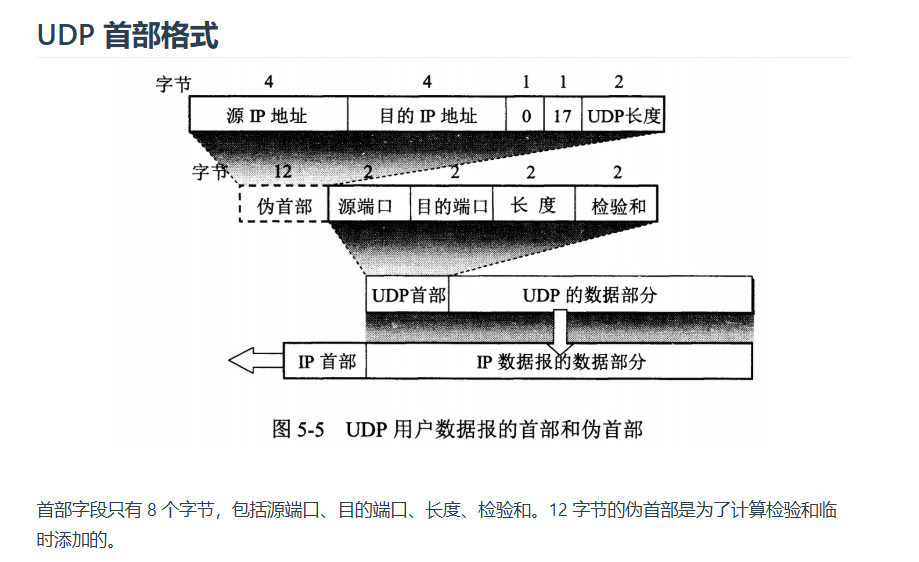 UDP 首部格式
字节 4 4 1 1 2
源 IP 地址 目的 IP 地址 0 17 UDP长度
字节 12 2 2 2 2
伪首部 源端口 目的端口 长 度 检验和
UDP首部 UDP 的数据部分
IP 首部 IP 数据报的数据部分
图 5-5 UDP 用户数据报的首部和伪首部
首部字段只有 8 个字节，包括源端口、目的端口、长度、检验和。12 字节的伪首部是为了计算检验和临
时添加的。